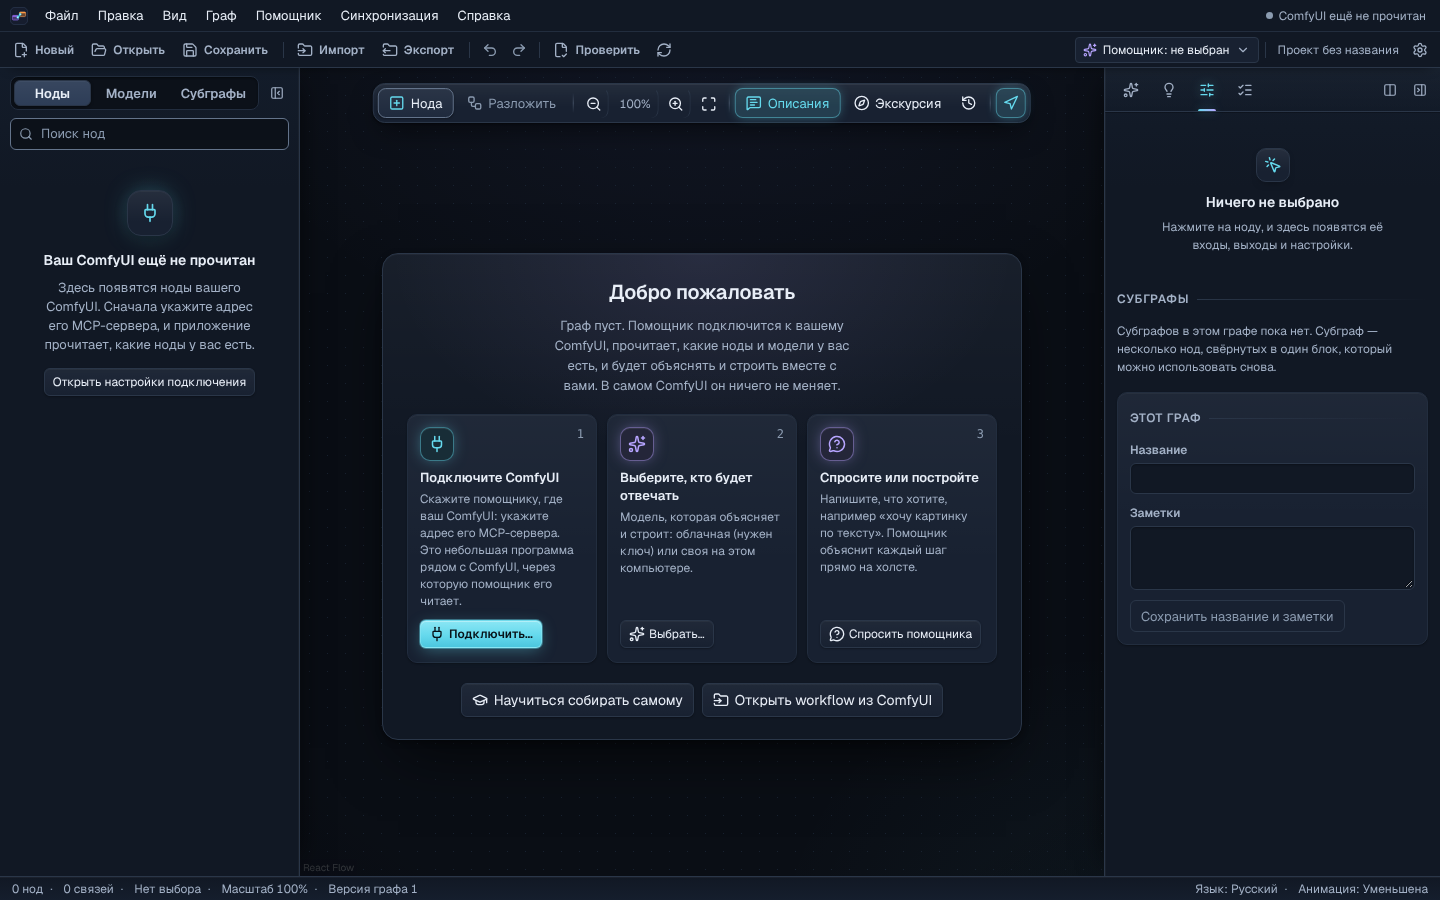 Файл Правка Вид Граф Помощник Синхронизация Справка
ComfyUI ещё не прочитан
Новый Открыть Сохранить Импорт Экспорт Проверить
Помощник: не выбран
Проект без названия
Ноды Модели Субграфы
Поиск нод
Ваш ComfyUI ещё не прочитан
Здесь появятся ноды вашего
ComfyUI. Сначала укажите адрес
его MCP-сервера, и приложение
прочитает, какие ноды у вас есть.
Открыть настройки подключения
Нода Разложить 100% Описания Экскурсия
Добро пожаловать
Граф пуст. Помощник подключится к вашему
ComfyUI, прочитает, какие ноды и модели у вас
есть, и будет объяснять и строить вместе с
вами. В самом ComfyUI он ничего не меняет.
1
Подключите ComfyUI
Скажите помощнику, где
ваш ComfyUI: укажите
адрес его MCP-сервера.
Это небольшая программа
рядом с ComfyUI, через
которую помощник его
читает.
Подключить…
2
Выберите, кто будет
отвечать
Модель, которая объясняет
и строит: облачная (нужен
ключ) или своя на этом
компьютере.
Выбрать…
3
Спросите или постройте
Напишите, что хотите,
например «хочу картинку
по тексту». Помощник
объяснит каждый шаг
прямо на холсте.
Спросить помощника
Научиться собирать самому
Открыть workflow из ComfyUI
React Flow
Ничего не выбрано
Нажмите на ноду, и здесь появятся её
входы, выходы и настройки.
СУБГРАФЫ
Субграфов в этом графе пока нет. Субграф —
несколько нод, свёрнутых в один блок, который
можно использовать снова.
ЭТОТ ГРАФ
Название
Заметки
Сохранить название и заметки
0 нод · 0 связей · Нет выбора · Масштаб 100% · Версия графа 1
Язык: Русский · Анимация: Уменьшена